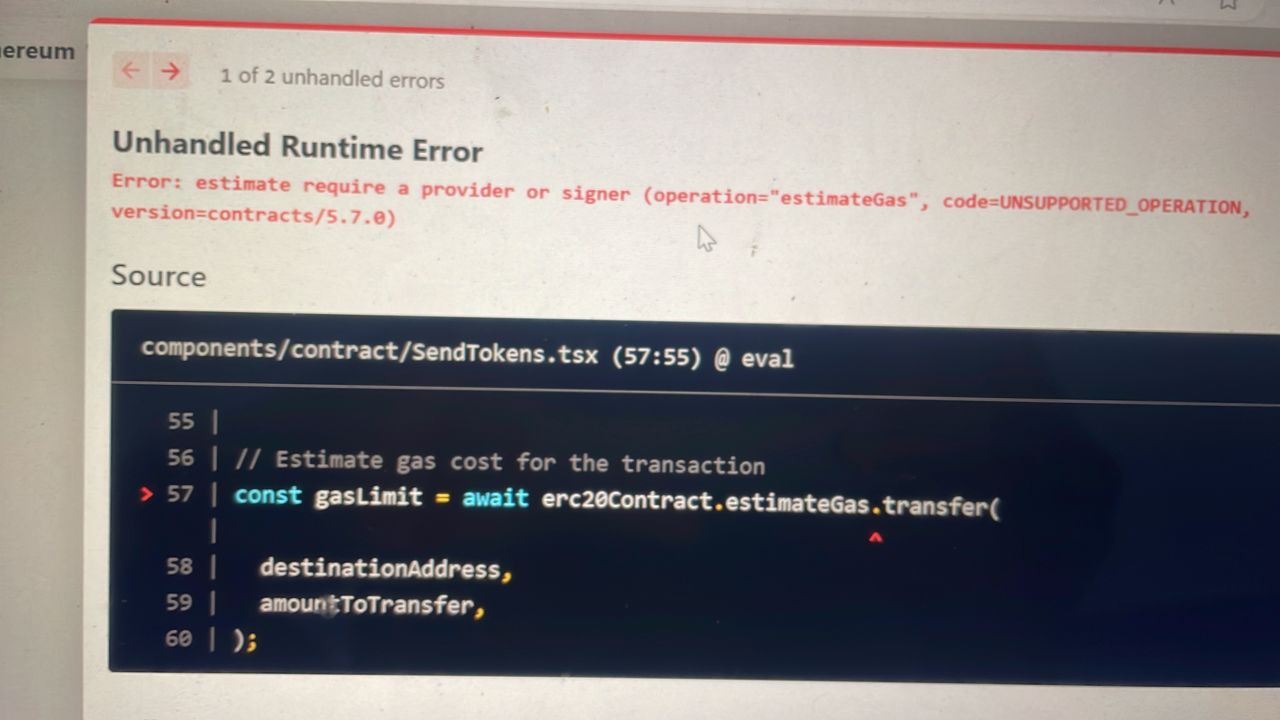 ereum
1 of 2 unhandled errors
Unhandled Runtime Error
Error: estimate require a provider or signer (operation="estimateGas", code=UNSUPPORTED_OPERATION,
version=contracts/5.7.0)
Source
components/contract/SendTokens.tsx (57:55) @ eval
55 |
56 | // Estimate gas cost for the transaction
> 57 | const gasLimit = await erc20Contract.estimateGas.transfer(
| ^
58 | destinationAddress,
59 | amountToTransfer,
60 | );